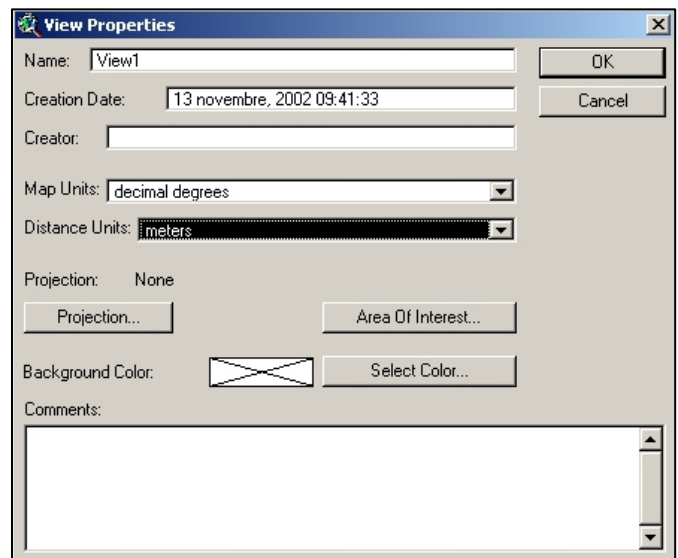 View Properties
Name: View1
OK
Creation Date: 13 novembre, 2002 09:41:33
Cancel
Creator:
Map Units: decimal degrees
Distance Units: meters
Projection: None
Projection...
Area Of Interest...
Background Color:
Select Color...
Comments: